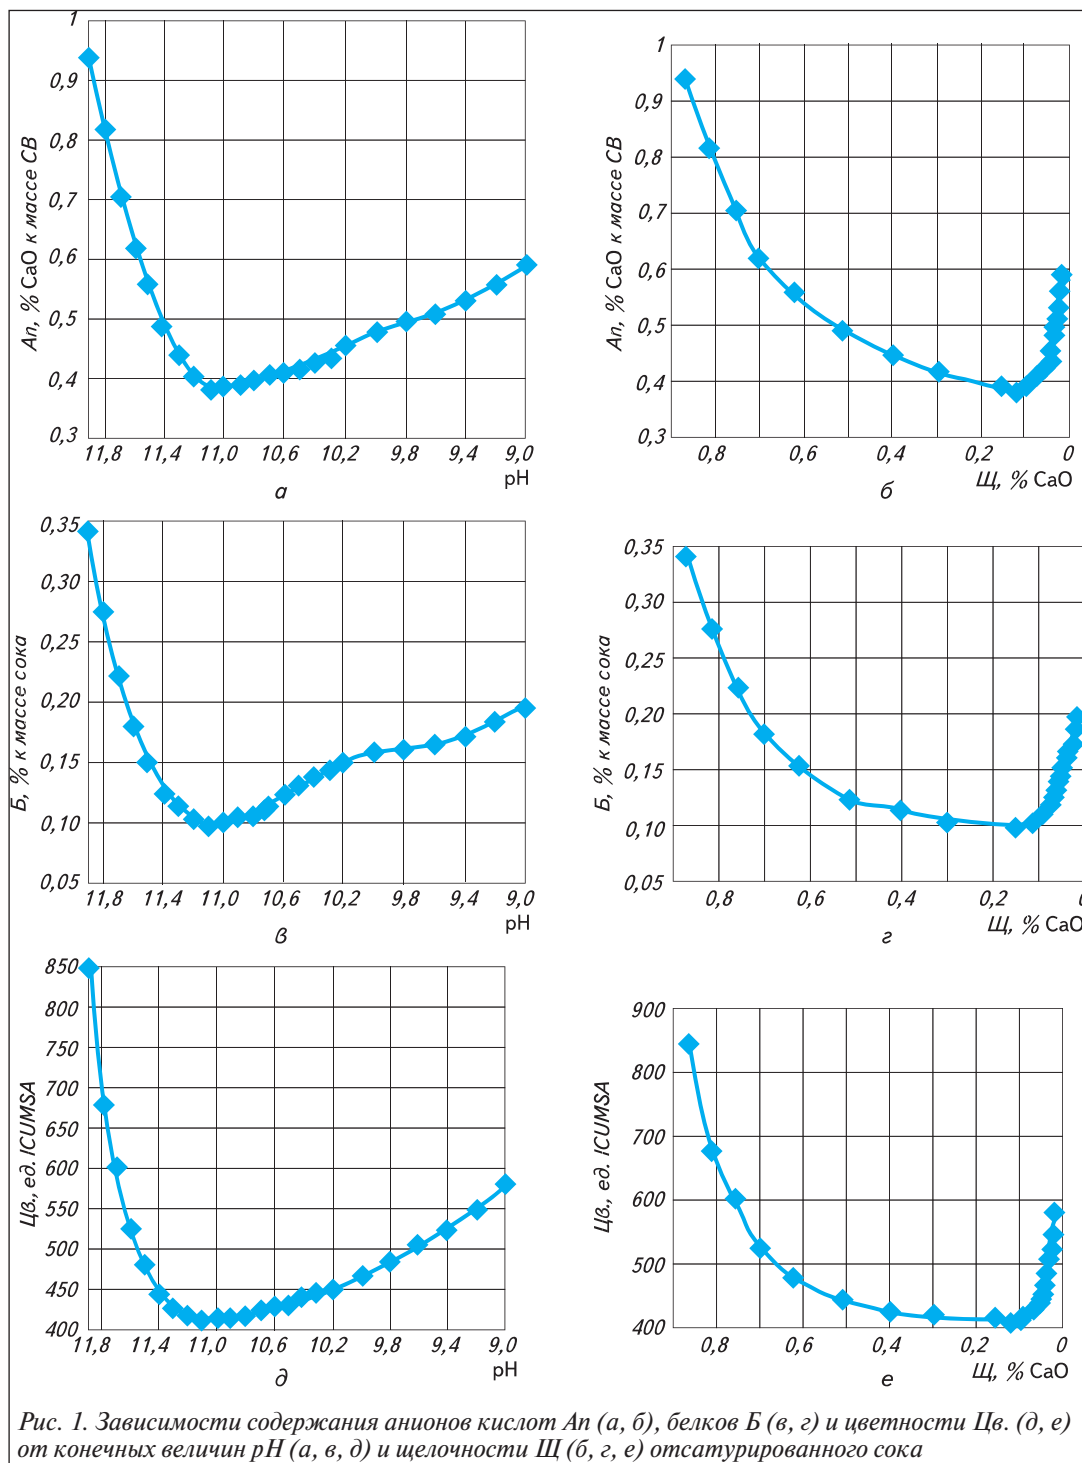 1
0,9
0,8
0,7
0,6
0,5
0,4
0,3
An, % CaO к массе СВ
11,8 11,4 11,0 10,6 10,2 9,8 9,4 9,0
pH
а
1
0,9
0,8
0,7
0,6
0,5
0,4
0,3
An, % CaO к массе СВ
0,8 0,6 0,4 0,2 0
Щ, % CaO
б
0,35
0,30
0,25
0,20
0,15
0,10
0,05
Б, % к массе сока
11,8 11,4 11,0 10,6 10,2 9,8 9,4 9,0
pH
в
0,35
0,30
0,25
0,20
0,15
0,10
0,05
Б, % к массе сока
0,8 0,6 0,4 0,2 0
Щ, % CaO
г
850
800
750
700
650
600
550
500
450
400
Цв., ед. ICUMSA
11,8 11,4 11,0 10,6 10,2 9,8 9,4 9,0
pH
д
900
800
700
600
500
400
Цв., ед. ICUMSA
0,8 0,6 0,4 0,2 0
Щ, % CaO
е
Рис. 1. Зависимости содержания анионов кислот An (а, б), белков Б (в, г) и цветности Цв. (д, е)
от конечных величин pH (а, в, д) и щелочности Щ (б, г, е) отсатурированного сока